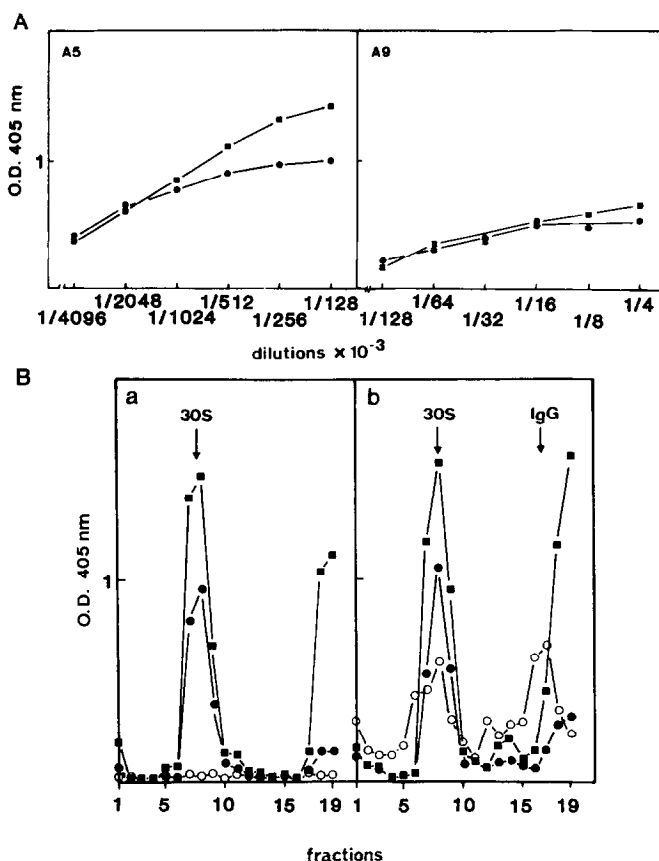 A
A5
A9
O.D. 405 nm
1
1/4096
1/2048
1/1024
1/512
1/256
1/128
1/128
1/64
1/32
1/16
1/8
1/4
dilutions × 10⁻³
B
a
b
30S
30S
IgG
O.D. 405 nm
1
1
5
10
15
19
1
5
10
15
19
fractions